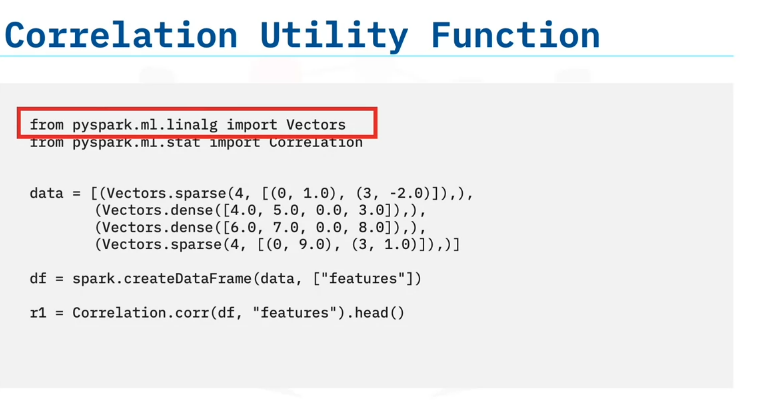 Correlation Utility Function
from pyspark.ml.linalg import Vectors
from pyspark.ml.stat import Correlation
data = [(Vectors.sparse(4, [(0, 1.0), (3, -2.0)]),),
(Vectors.dense([4.0, 5.0, 0.0, 3.0]),),
(Vectors.dense([6.0, 7.0, 0.0, 8.0]),),
(Vectors.sparse(4, [(0, 9.0), (3, 1.0)]),)]
df = spark.createDataFrame(data, ["features"])
r1 = Correlation.corr(df, "features").head()